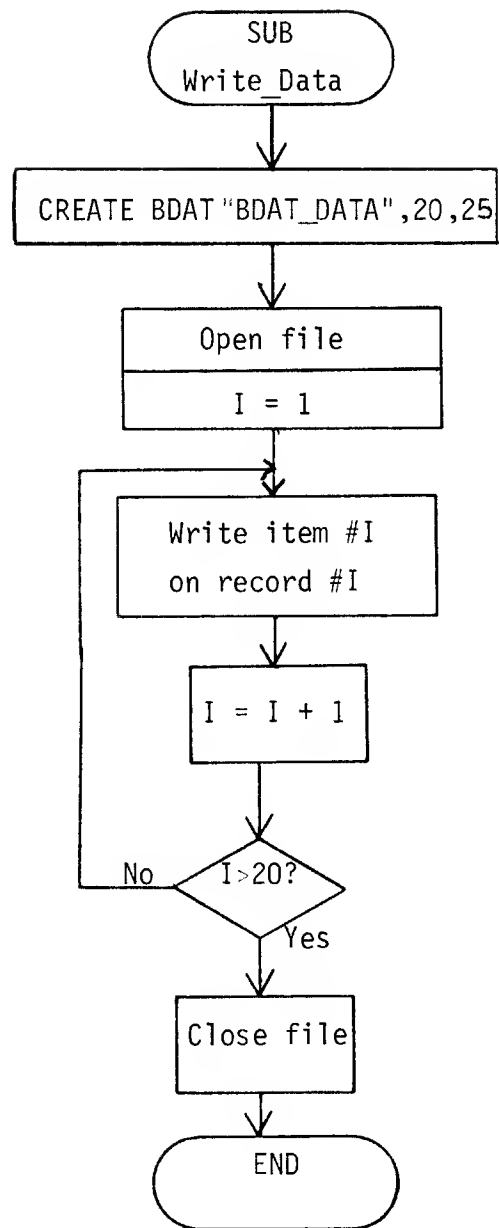 SUB
Write_Data
CREATE BDAT "BDAT_DATA",20,25
Open file
I = 1
Write item #I
on record #I
I = I + 1
I>20?
No
Yes
Close file
END